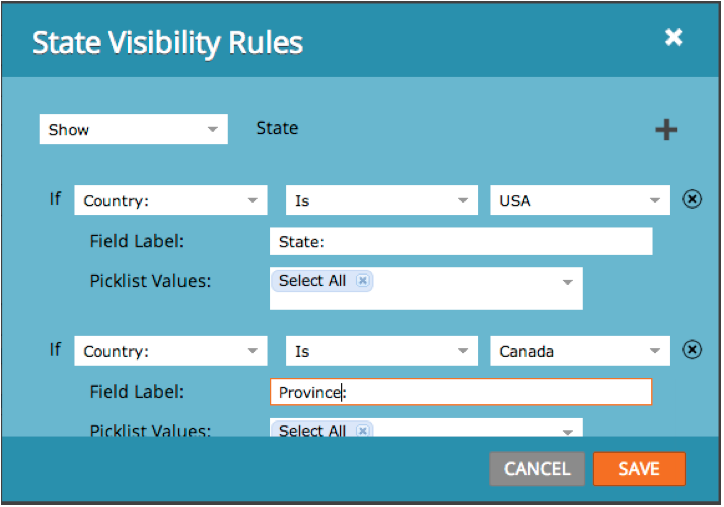 State Visibility Rules
Show State
If Country: Is USA
Field Label: State:
Picklist Values: Select All
If Country: Is Canada
Field Label: Province:
Picklist Values: Select All
CANCEL SAVE